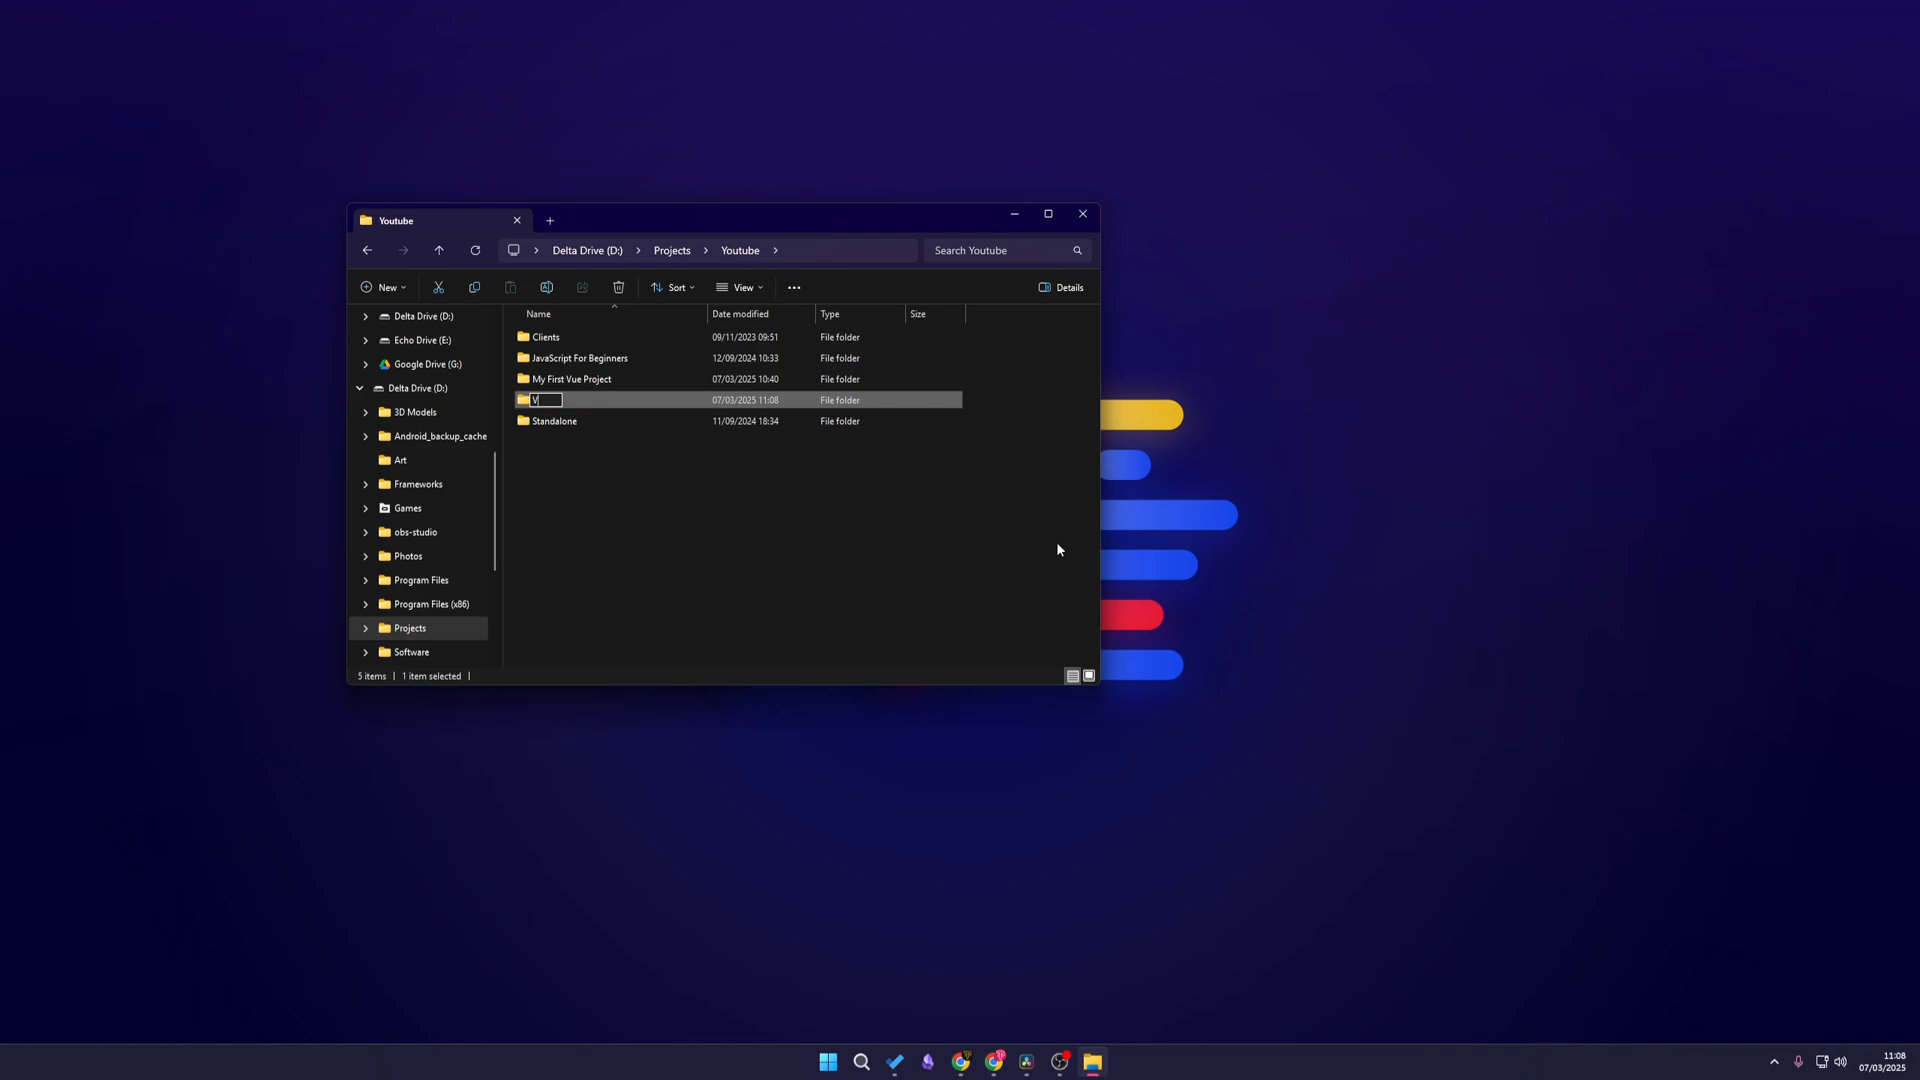 Youtube
Delta Drive (D:) Projects Youtube
Search Youtube
New
Sort
View
Details
Name Date modified Type Size
Clients 09/11/2023 09:51 File folder
JavaScript For Beginners 12/09/2024 10:33 File folder
My First Vue Project 07/03/2025 10:40 File folder
V 07/03/2025 11:08 File folder
Standalone 11/09/2024 18:34 File folder
Delta Drive (D:)
Echo Drive (E:)
Google Drive (G:)
Delta Drive (D:)
3D Models
Android_backup_cache
Art
Frameworks
Games
obs-studio
Photos
Program Files
Program Files (x86)
Projects
Software
5 items 1 item selected
11:08
07/03/2025